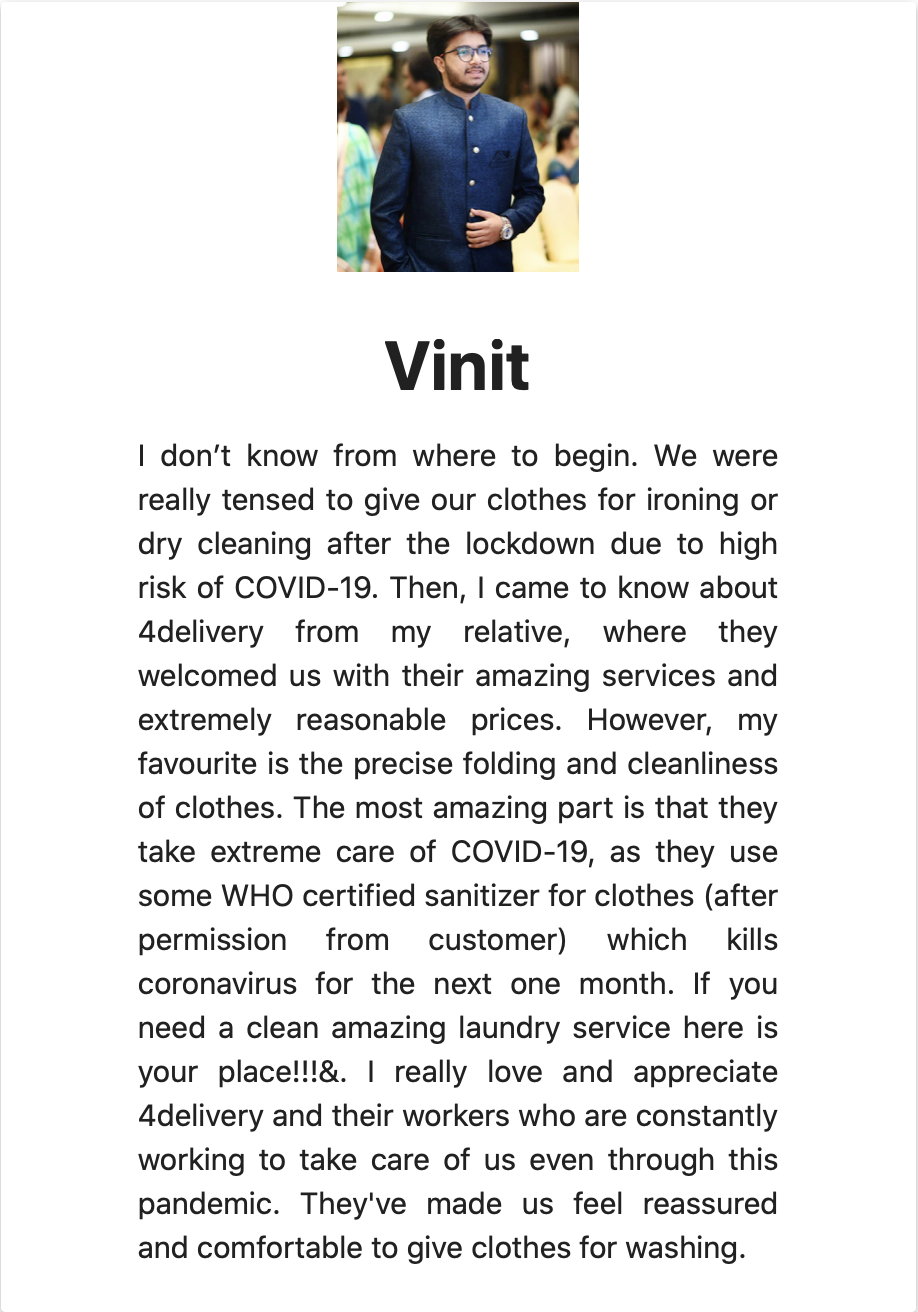 Vinit
I don’t know from where to begin. We were
really tensed to give our clothes for ironing or
dry cleaning after the lockdown due to high
risk of COVID-19. Then, I came to know about
4delivery from my relative, where they
welcomed us with their amazing services and
extremely reasonable prices. However, my
favourite is the precise folding and cleanliness
of clothes. The most amazing part is that they
take extreme care of COVID-19, as they use
some WHO certified sanitizer for clothes (after
permission from customer) which kills
coronavirus for the next one month. If you
need a clean amazing laundry service here is
your place!!!&. I really love and appreciate
4delivery and their workers who are constantly
working to take care of us even through this
pandemic. They've made us feel reassured
and comfortable to give clothes for washing.